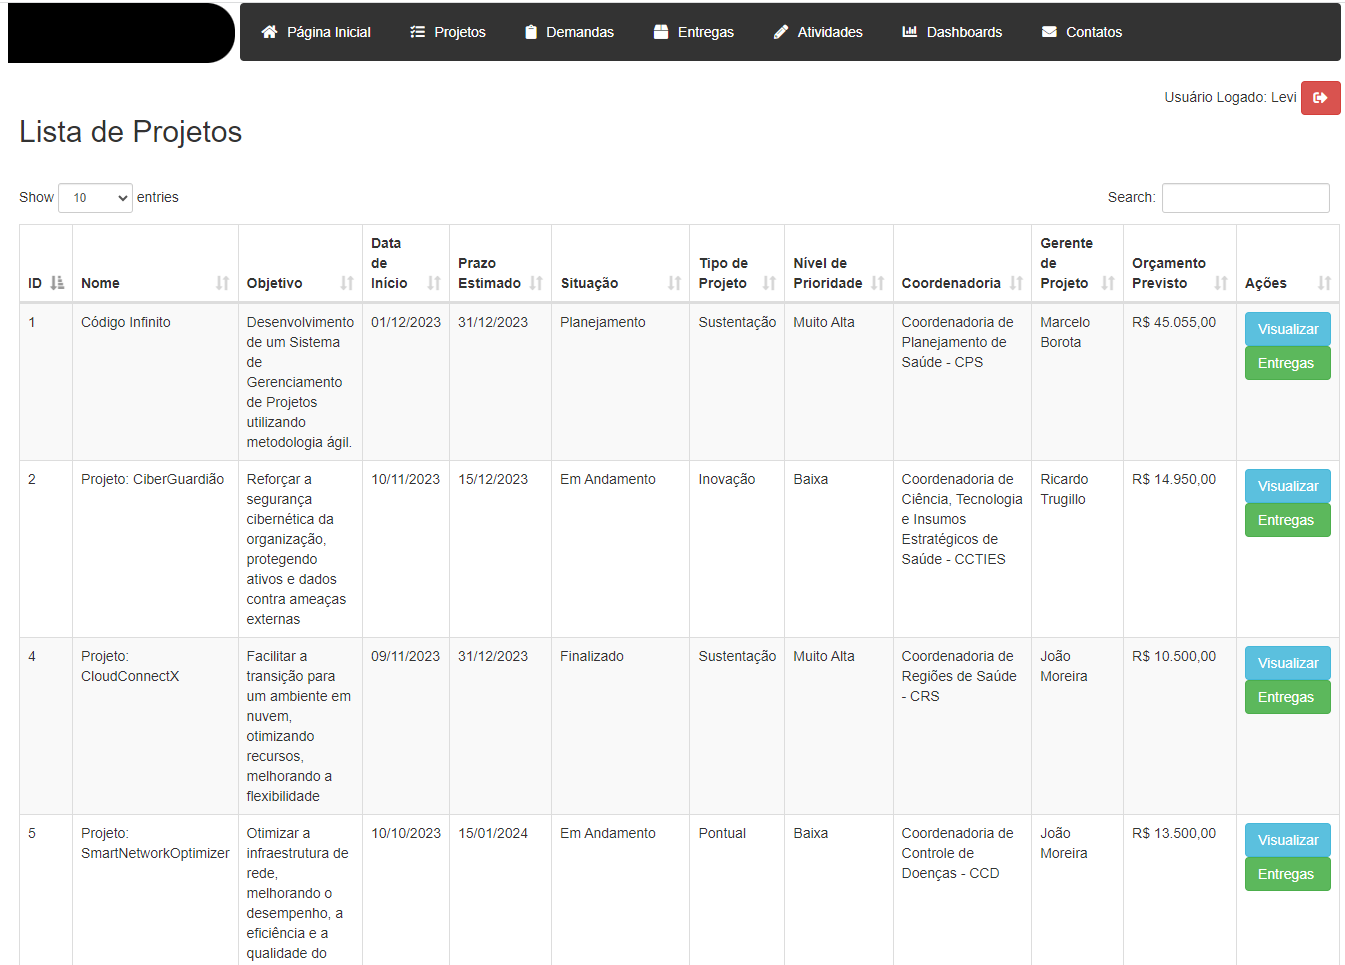 Página Inicial Projetos Demandas Entregas Atividades Dashboards Contatos
Usuário Logado: Levi
Lista de Projetos
Show 10 entries
Search:
ID
Nome
Objetivo
Data
de
Início
Prazo
Estimado
Situação
Tipo de
Projeto
Nível de
Prioridade
Coordenadoria
Gerente
de
Projeto
Orçamento
Previsto
Ações
1
Código Infinito
Desenvolvimento
de um Sistema
de
Gerenciamento
de Projetos
utilizando
metodologia ágil.
01/12/2023
31/12/2023
Planejamento
Sustentação
Muito Alta
Coordenadoria de
Planejamento de
Saúde - CPS
Marcelo
Borota
R$ 45.055,00
Visualizar
Entregas
2
Projeto: CiberGuardião
Reforçar a
segurança
cibernética da
organização,
protegendo
ativos e dados
contra ameaças
externas
10/11/2023
15/12/2023
Em Andamento
Inovação
Baixa
Coordenadoria de
Ciência, Tecnologia
e Insumos
Estratégicos de
Saúde - CCTIES
Ricardo
Trugillo
R$ 14.950,00
Visualizar
Entregas
4
Projeto:
CloudConnectX
Facilitar a
transição para
um ambiente em
nuvem,
otimizando
recursos,
melhorando a
flexibilidade
09/11/2023
31/12/2023
Finalizado
Sustentação
Muito Alta
Coordenadoria de
Regiões de Saúde
- CRS
João
Moreira
R$ 10.500,00
Visualizar
Entregas
5
Projeto:
SmartNetworkOptimizer
Otimizar a
infraestrutura de
rede,
melhorando o
desempenho, a
eficiência e a
qualidade do
10/10/2023
15/01/2024
Em Andamento
Pontual
Baixa
Coordenadoria de
Controle de
Doenças - CCD
João
Moreira
R$ 13.500,00
Visualizar
Entregas